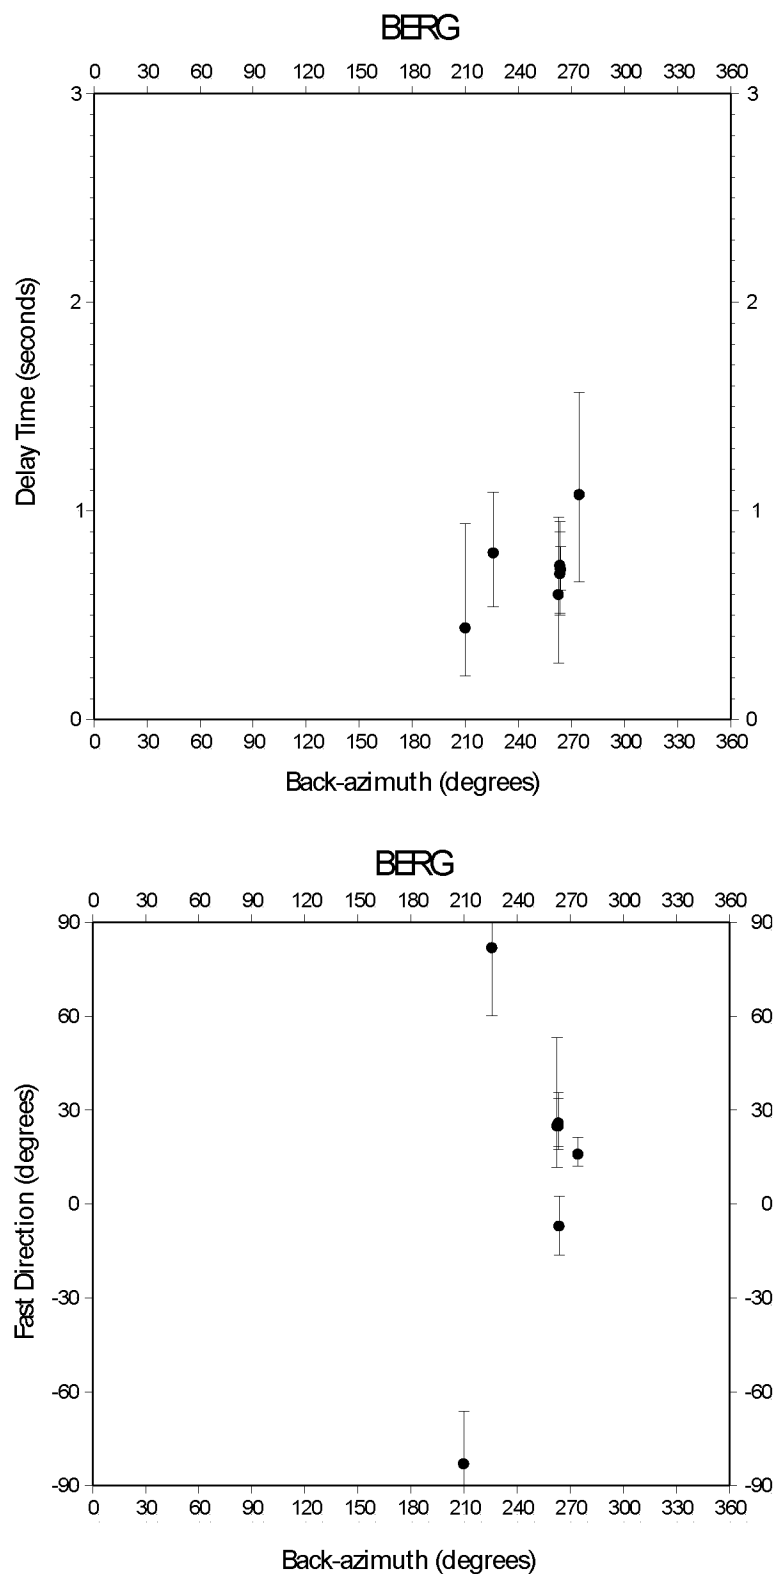 BERG
0 30 60 90 120 150 180 210 240 270 300 330 360
3 3
2 2
Delay Time (seconds)
1 1
0 0
0 30 60 90 120 150 180 210 240 270 300 330 360
Back-azimuth (degrees)
BERG
0 30 60 90 120 150 180 210 240 270 300 330 360
90 90
60 60
30 30
Fast Direction (degrees)
0 0
-30 -30
-60 -60
-90 -90
0 30 60 90 120 150 180 210 240 270 300 330 360
Back-azimuth (degrees)